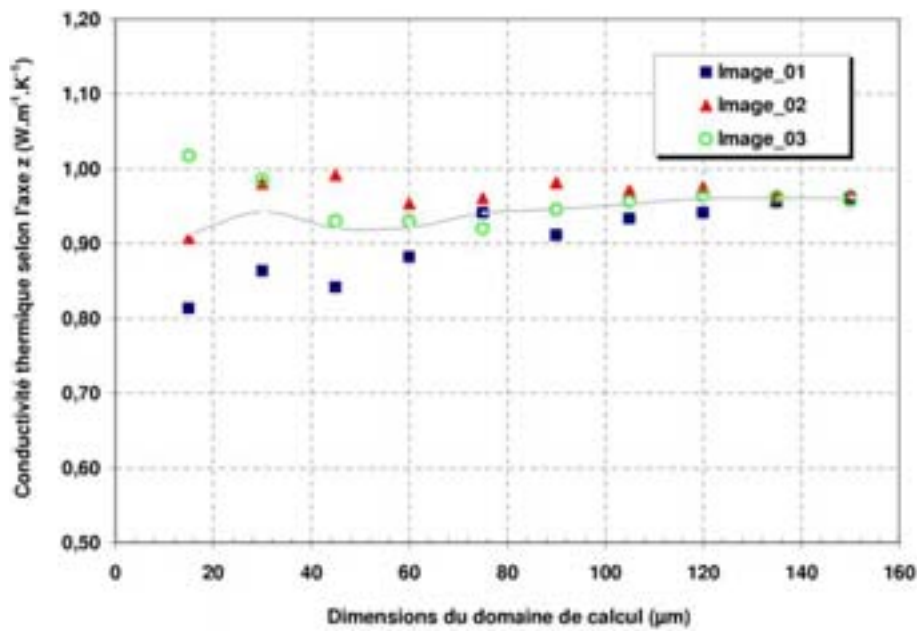 Conductivité thermique selon l'axe z (W.m⁻¹.K⁻¹)
1,20
1,10
1,00
0,90
0,80
0,70
0,60
0,50
Image_01
Image_02
Image_03
0 20 40 60 80 100 120 140 160
Dimensions du domaine de calcul (µm)